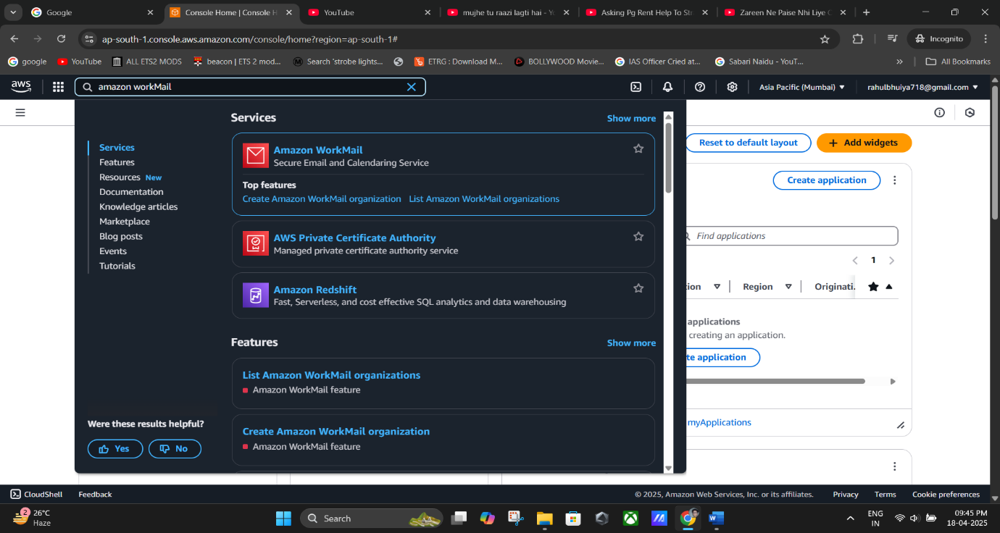 Google
Console Home | Console H
YouTube
mujhe tu raazi lagti hai - Yo
Asking Pg Rent Help To Str
Zareen Ne Paise Nhi Liye C
ap-south-1.console.aws.amazon.com/console/home?region=ap-south-1#
Incognito
google
YouTube
ALL ETS2 MODS
beacon | ETS 2 mod...
Search 'strobe lights...
ETRG : Download M...
BOLLYWOOD Movie...
IAS Officer Cried at...
Sabari Naidu - YouT...
»
All Bookmarks
aws
amazon workMail
Asia Pacific (Mumbai)
rahulbhuiya718@gmail.com
Services
Features
Resources New
Documentation
Knowledge articles
Marketplace
Blog posts
Events
Tutorials
Were these results helpful?
Yes
No
Services
Show more
Amazon WorkMail
Secure Email and Calendaring Service
Top features
Create Amazon WorkMail organization List Amazon WorkMail organizations
AWS Private Certificate Authority
Managed private certificate authority service
Amazon Redshift
Fast, Serverless, and cost effective SQL analytics and data warehousing
Features
Show more
List Amazon WorkMail organizations
Amazon WorkMail feature
Create Amazon WorkMail organization
Amazon WorkMail feature
Reset to default layout
+ Add widgets
Create application
Find applications
1
tion
Region
Originati.
applications
creating an application.
te application
myApplications
CloudShell
Feedback
© 2025, Amazon Web Services, Inc. or its affiliates.
Privacy
Terms
Cookie preferences
2
26°C
Haze
Search
ENG
IN
09:45 PM
18-04-2025